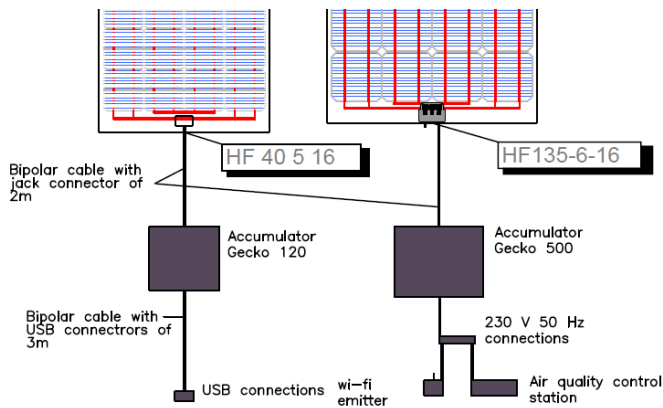 HF 40 5 16
HF135-6-16
Bipolar cable with
jack connector of
2m
Accumulator
Gecko 120
Accumulator
Gecko 500
Bipolar cable with
USB connectrors of
3m
230 V 50 Hz
connections
USB connections
wi-fi
emitter
Air quality control
station